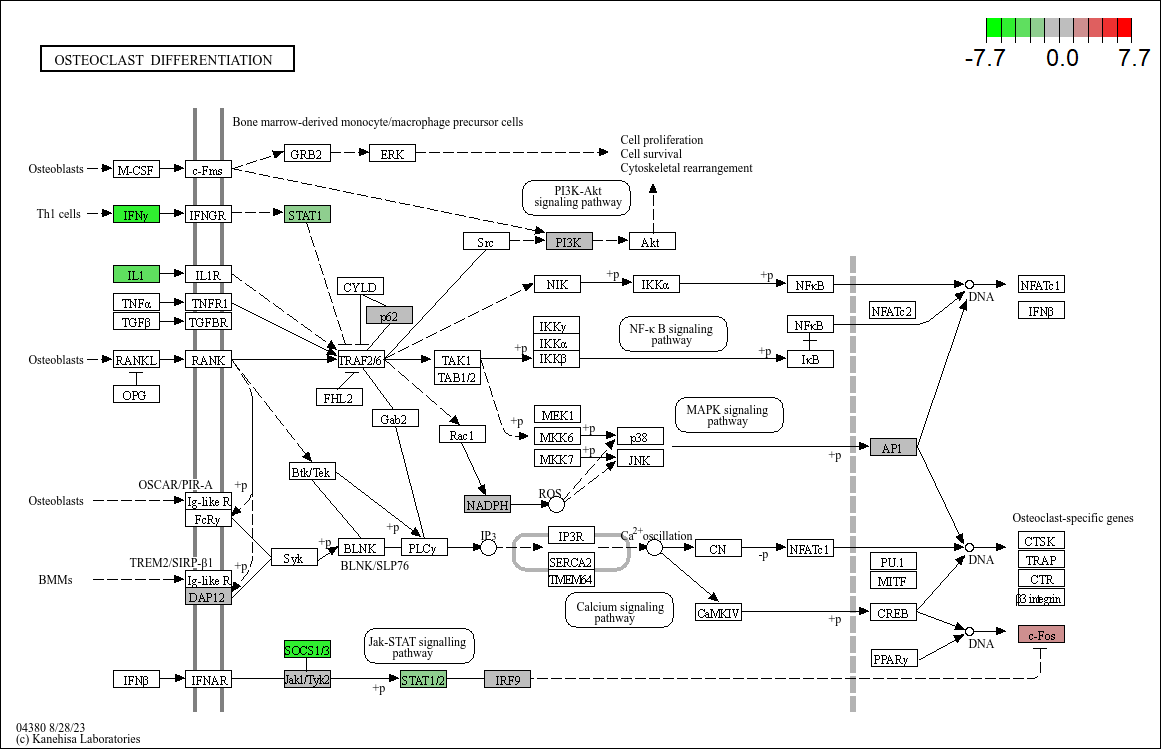 -7.7 0.0 7.7
OSTEOCLAST DIFFERENTIATION
Bone marrow-derived monocyte/macrophage precursor cells
Cell proliferation
Cell survival
Cytoskeletal rearrangement
GRB2 ERK
Osteoblasts M-CSF c-Fms
PI3K-Akt
signaling pathway
Th1 cells IFNγ IFNGR STAT1
Src PI3K Akt
IL1 IL1R
CYLD
NIK +p IKKα +p NFκB
DNA
NFATc1
TNFα TNFR1
p62
NFATc2 IFNβ
TGFβ TGFBR
IKKγ
IKKα
IKKβ
NF-κ B signaling
pathway
NFκB
Osteoblasts RANKL RANK
TRAF2/6
TAK1
TAB1/2
+p +p IκB
OPG
FHL2
Gab2
MEK1
MAPK signaling
pathway
Rac1
+p MKK6 +p p38
MKK7 +p JNK
+p AP1
Btk/Tek
OSCAR/PIR-A +p
Osteoblasts Ig-like R
FcRγ
NADPH ROS
Osteoclast-specific genes
+p +p
Syk BLNK PLCγ IP3
BLNK/SLP76
IP3R
SERCA2
TMEM64
Ca2+ oscillation
CN -p NFATc1
DNA
CTSK
TRAP
CTR
β3 integrin
PU.1
MITF
TREM2/SIRP-β1 +p
BMMs Ig-like R
DAP12
Calcium signaling
pathway
CaMKIV +p CREB
DNA
c-Fos
PPARγ
SOCS1/3
Jak-STAT signalling
pathway
IFNβ IFNAR Jak1/Tyk2 +p STAT1/2 IRF9
04380 8/28/23
(c) Kanehisa Laboratories